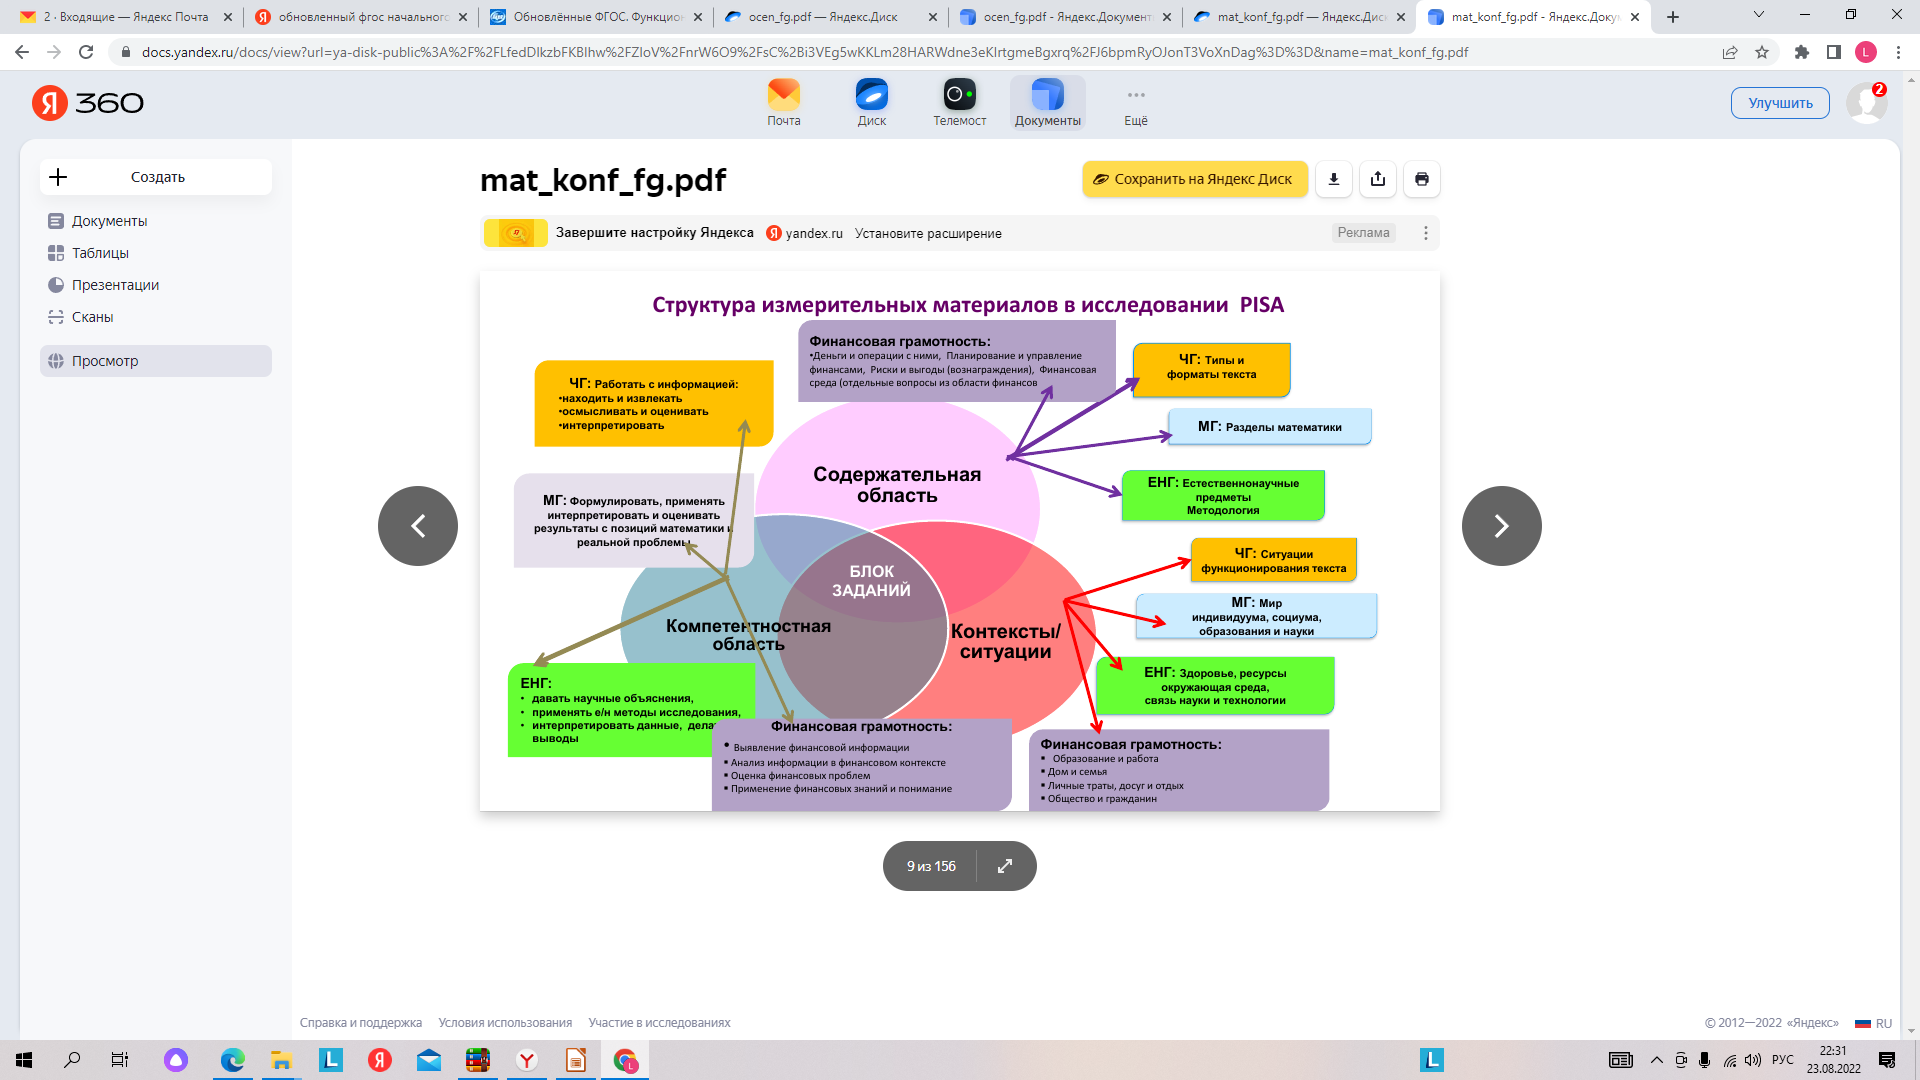 2 · Входящие — Яндекс Почта
обновленный фгос начального
Обновлённые ФГОС. Функцио
ocen_fg.pdf — Яндекс.Диск
ocen_fg.pdf - Яндекс.Документ
mat_konf_fg.pdf — Яндекс.Диск
mat_konf_fg.pdf - Яндекс.Доку
docs.yandex.ru/docs/view?url=ya-disk-public%3A%2F%2FLfedDIkzbFKBIhw%2FZIoV%2FnrW6O9%2FsC%2Bi3VEg5wKKLm28HARWdne3eKIrtgmeBgxrq%2FJ6bpmRyOJonT3VoXnDag%3D%3D&name=mat_konf_fg.pdf
L
Я 360
Почта
Диск
Телемост
Документы
Ещё
Улучшить
2
Создать
Документы
Таблицы
Презентации
Сканы
Просмотр
mat_konf_fg.pdf
Сохранить на Яндекс Диск
Завершите настройку Яндекса
Я yandex.ru
Установите расширение
Реклама
Структура измерительных материалов в исследовании PISA
Финансовая грамотность:
•Деньги и операции с ними, Планирование и управление
финансами, Риски и выгоды (вознаграждения), Финансовая
среда (отдельные вопросы из области финансов
ЧГ: Работать с информацией:
•находить и извлекать
•осмысливать и оценивать
•интерпретировать
ЧГ: Типы и
форматы текста
МГ: Разделы математики
Содержательная
область
ЕНГ: Естественнонаучные
предметы
Методология
МГ: Формулировать, применять
интерпретировать и оценивать
результаты с позиций математики и
реальной проблемы
ЧГ: Ситуации
функционирования текста
БЛОК
ЗАДАНИЙ
МГ: Мир
индивидуума, социума,
образования и науки
Компетентностная
область
Контексты/
ситуации
ЕНГ: Здоровье, ресурсы
окружающая среда,
связь науки и технологии
ЕНГ:
• давать научные объяснения,
• применять е/н методы исследования,
• интерпретировать данные, дела
выводы
Финансовая грамотность:
• Выявление финансовой информации
▪ Анализ информации в финансовом контексте
▪ Оценка финансовых проблем
▪ Применение финансовых знаний и понимание
Финансовая грамотность:
▪ Образование и работа
▪ Дом и семья
▪ Личные траты, досуг и отдых
▪ Общество и гражданин
9 из 156
Справка и поддержка
Условия использования
Участие в исследованиях
© 2012—2022 «Яндекс»
RU
L
Я
Y
L
L
РУС
22:31
23.08.2022